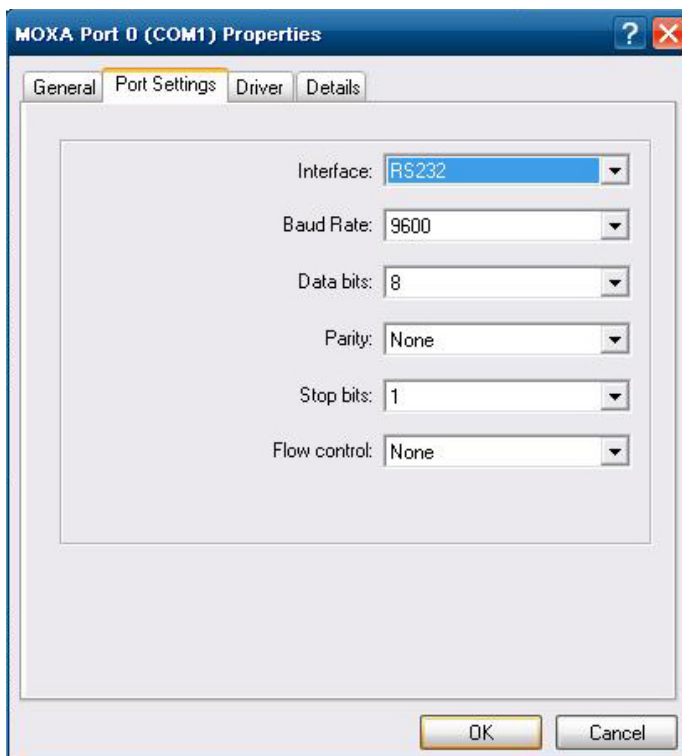 MOXA Port 0 (COM1) Properties
General Port Settings Driver Details
Interface: RS232
Baud Rate: 9600
Data bits: 8
Parity: None
Stop bits: 1
Flow control: None
OK Cancel